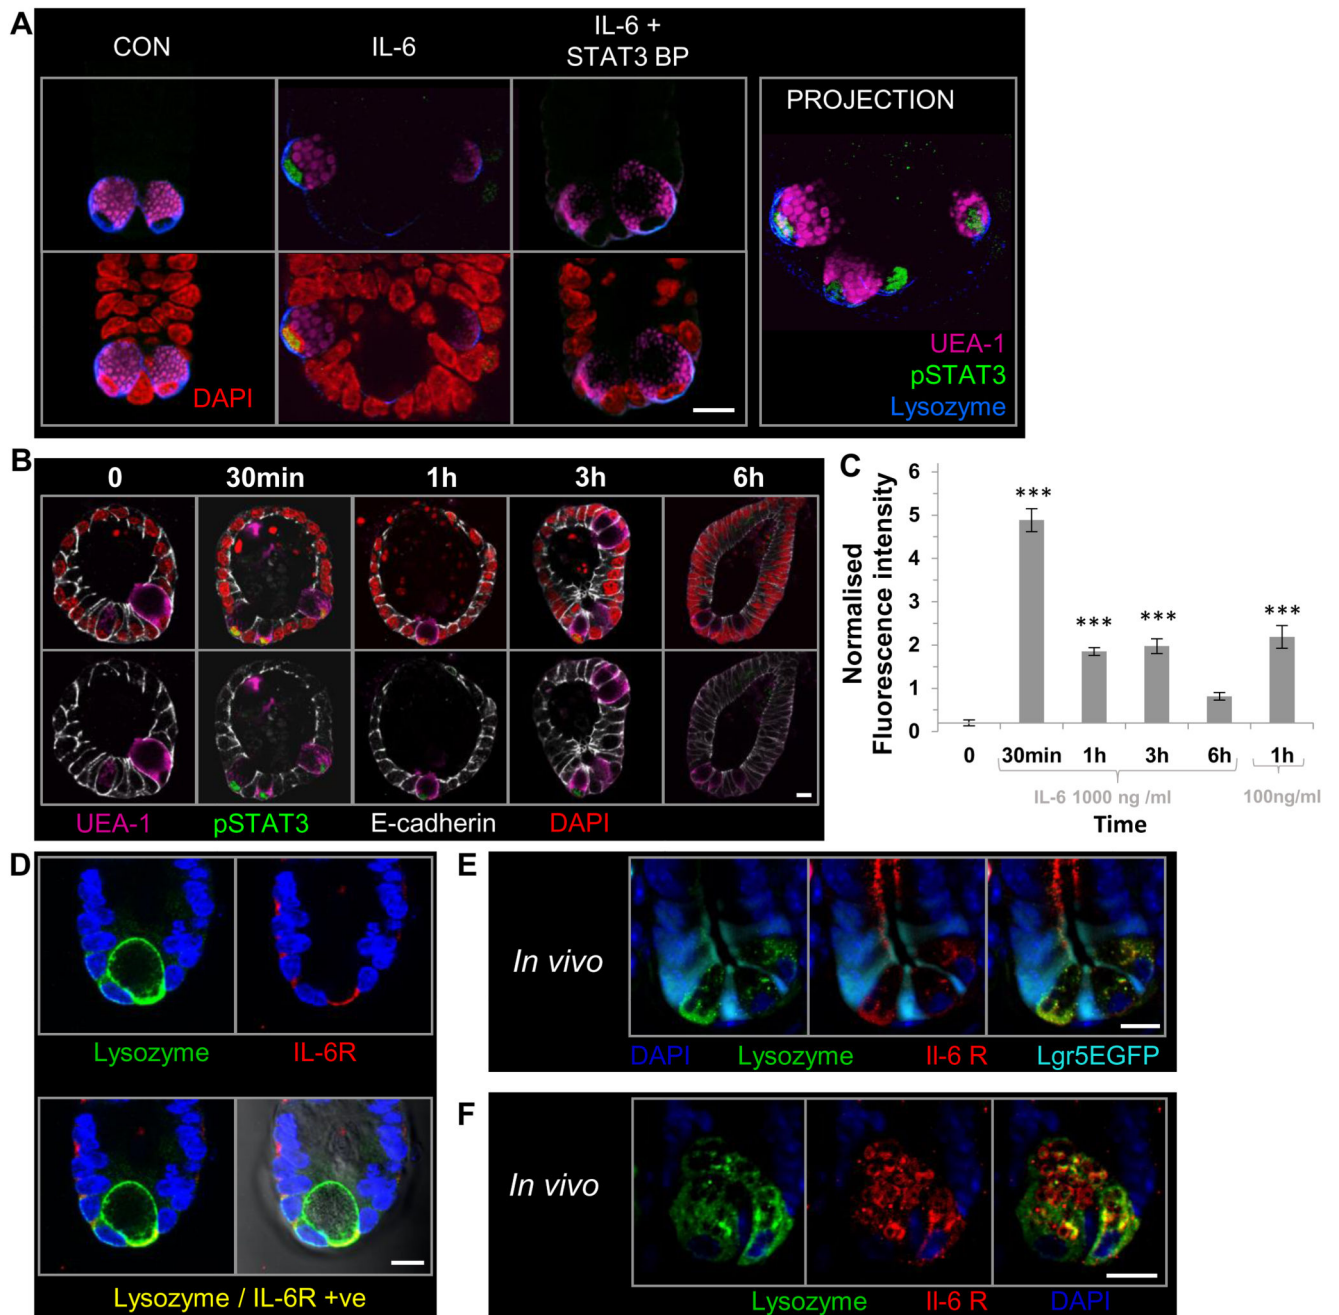 A
CON
IL-6
IL-6 +
STAT3 BP
PROJECTION
DAPI
UEA-1
pSTAT3
Lysozyme
B
0 30min 1h 3h 6h
UEA-1 pSTAT3 E-cadherin DAPI
C
Normalised
Fluorescence intensity
6
5
4
3
2
2
1
0
***
***
***
***
0 30min 1h 3h 6h 1h
IL-6 1000 ng /ml 100ng/ml
Time
D
Lysozyme IL-6R
Lysozyme / IL-6R +ve
E
In vivo
DAPI Lysozyme Il-6 R Lgr5EGFP
F
In vivo
Lysozyme Il-6 R DAPI